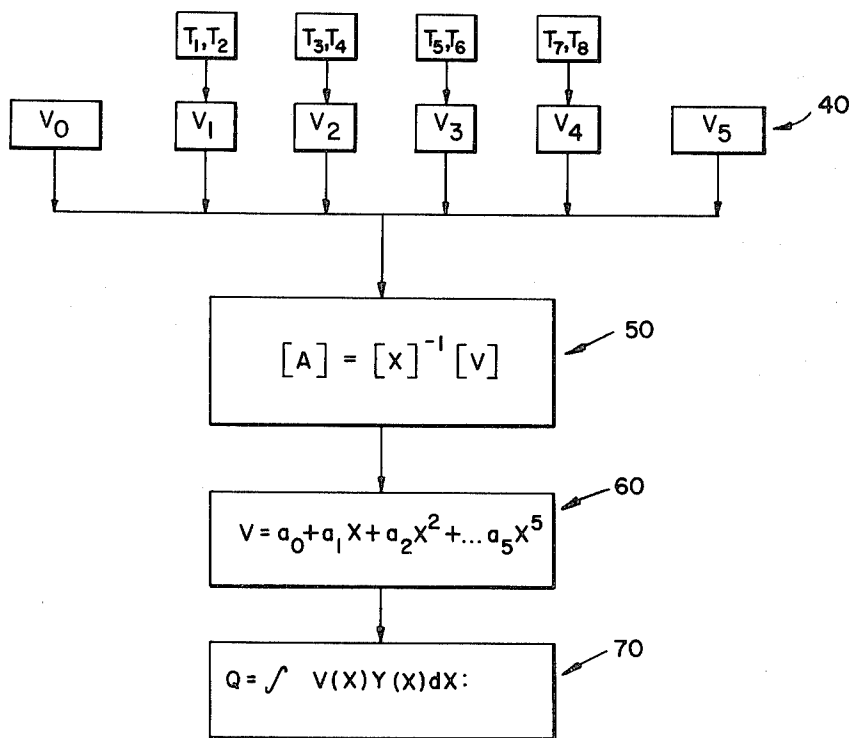 T₁,T₂ T₃,T₄ T₅,T₆ T₇,T₈
V₀ V₁ V₂ V₃ V₄ V₅ 40
[A] = [X]⁻¹ [V] 50
60
V = a₀+a₁X+a₂X²+...a₅X⁵
70
Q = ∫ V(X)Y(X)dX: